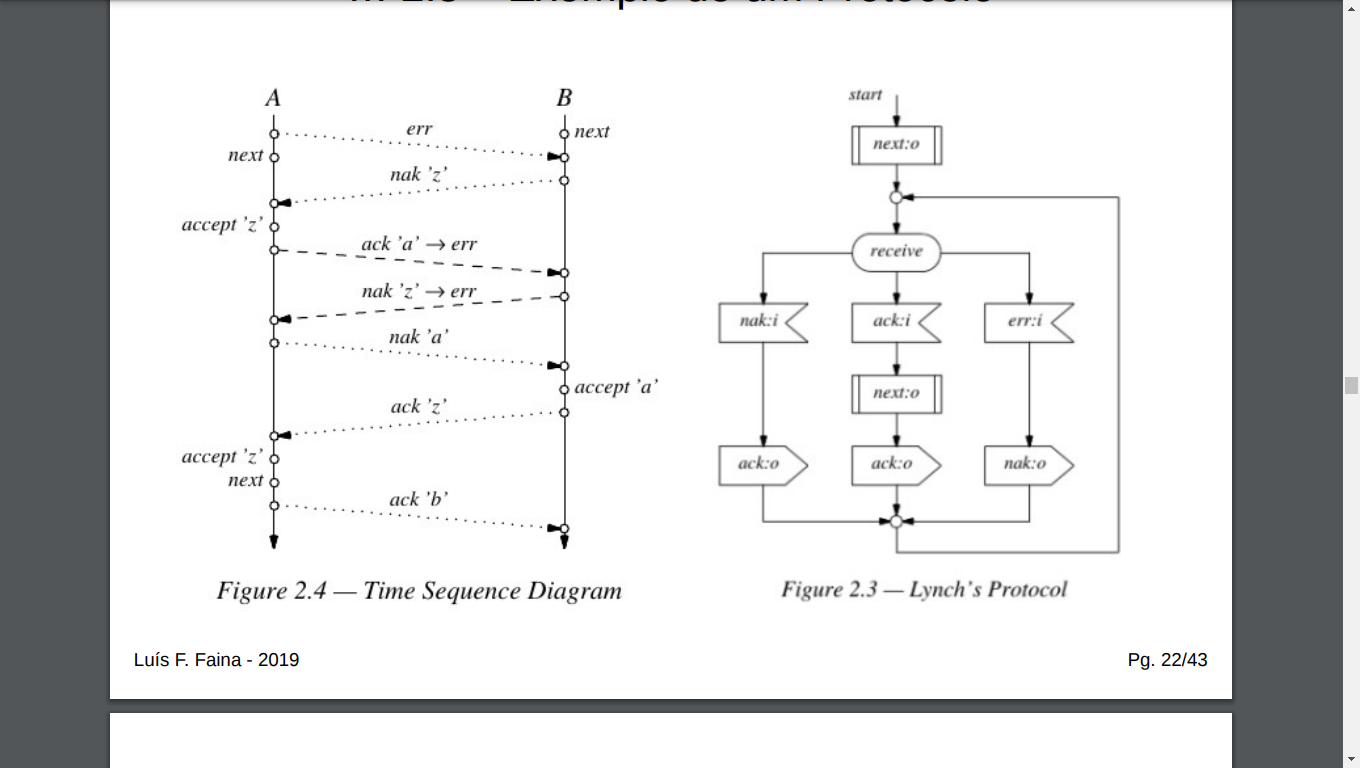 A
B
err
next
next
nak 'z'
accept 'z'
ack 'a' → err
nak 'z' → err
nak 'a'
accept 'a'
ack 'z'
accept 'z'
next
ack 'b'
Figure 2.4 — Time Sequence Diagram
start
next:o
receive
nak:i
ack:i
err:i
next:o
ack:o
ack:o
nak:o
Figure 2.3 — Lynch's Protocol
Luís F. Faina - 2019
Pg. 22/43